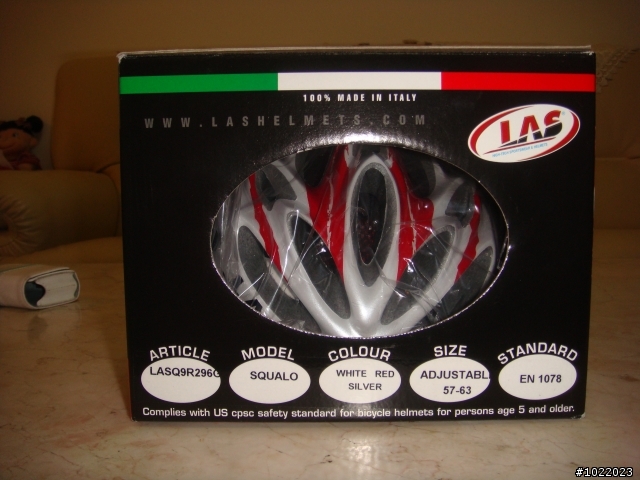 100% MADE IN ITALY
WWW.LASHELMETS.COM
LAS
ARTICLE
LASQ9R296
MODEL
SQUALO
COLOUR
WHITE RED
SILVER
SIZE
ADJUSTABL
57-63
STANDARD
EN 1078
Complies with US cpsc safety standard for bicycle helmets for persons age 5 and older.
#1022023